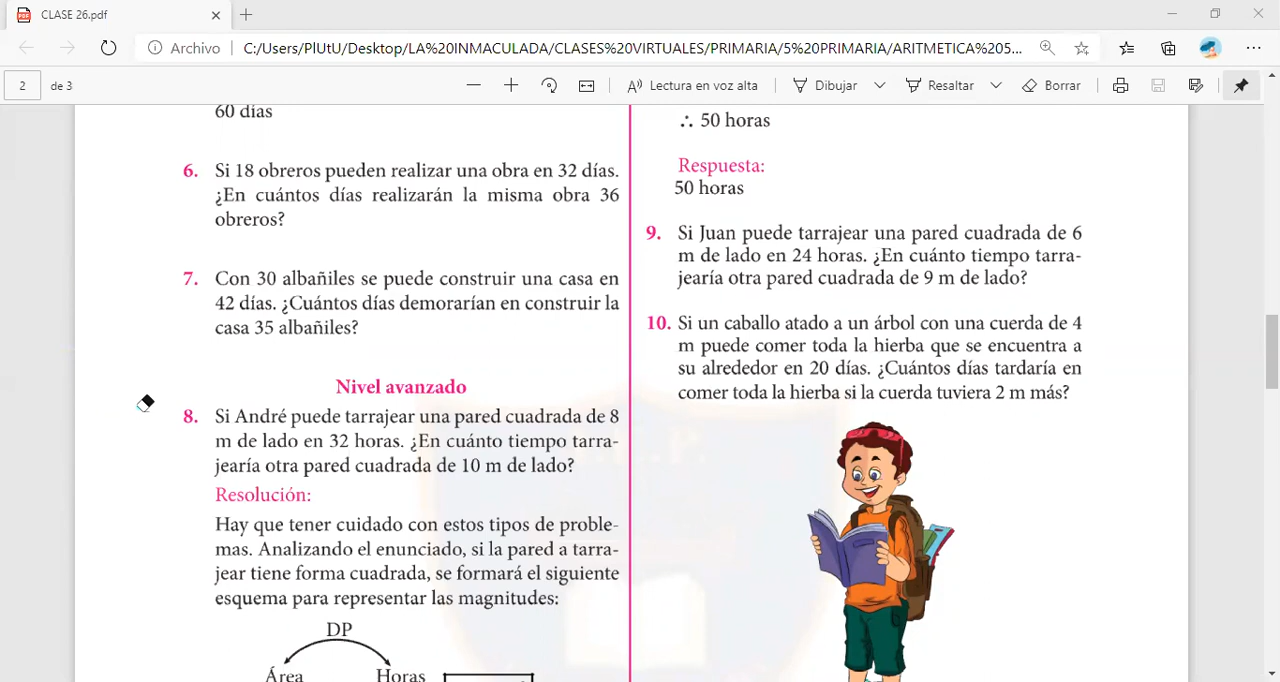 CLASE 26.pdf
Archivo
C:/Users/PlUtU/Desktop/LA%20INMACULADA/CLASES%20VIRTUALES/PRIMARIA/5%20PRIMARIA/ARITMETICA%205...
2 de 3
Lectura en voz alta
Dibujar
Resaltar
Borrar
60 días
6. Si 18 obreros pueden realizar una obra en 32 días.
¿En cuántos días realizarán la misma obra 36
obreros?
7. Con 30 albañiles se puede construir una casa en
42 días. ¿Cuántos días demorarían en construir la
casa 35 albañiles?
Nivel avanzado
8. Si André puede tarrajear una pared cuadrada de 8
m de lado en 32 horas. ¿En cuánto tiempo tarra-
jearía otra pared cuadrada de 10 m de lado?
Resolución:
Hay que tener cuidado con estos tipos de proble-
mas. Analizando el enunciado, si la pared a tarra-
jear tiene forma cuadrada, se formará el siguiente
esquema para representar las magnitudes:
DP
Área Horas
∴ 50 horas
Respuesta:
50 horas
9. Si Juan puede tarrajear una pared cuadrada de 6
m de lado en 24 horas. ¿En cuánto tiempo tarra-
jearía otra pared cuadrada de 9 m de lado?
10. Si un caballo atado a un árbol con una cuerda de 4
m puede comer toda la hierba que se encuentra a
su alrededor en 20 días. ¿Cuántos días tardaría en
comer toda la hierba si la cuerda tuviera 2 m más?